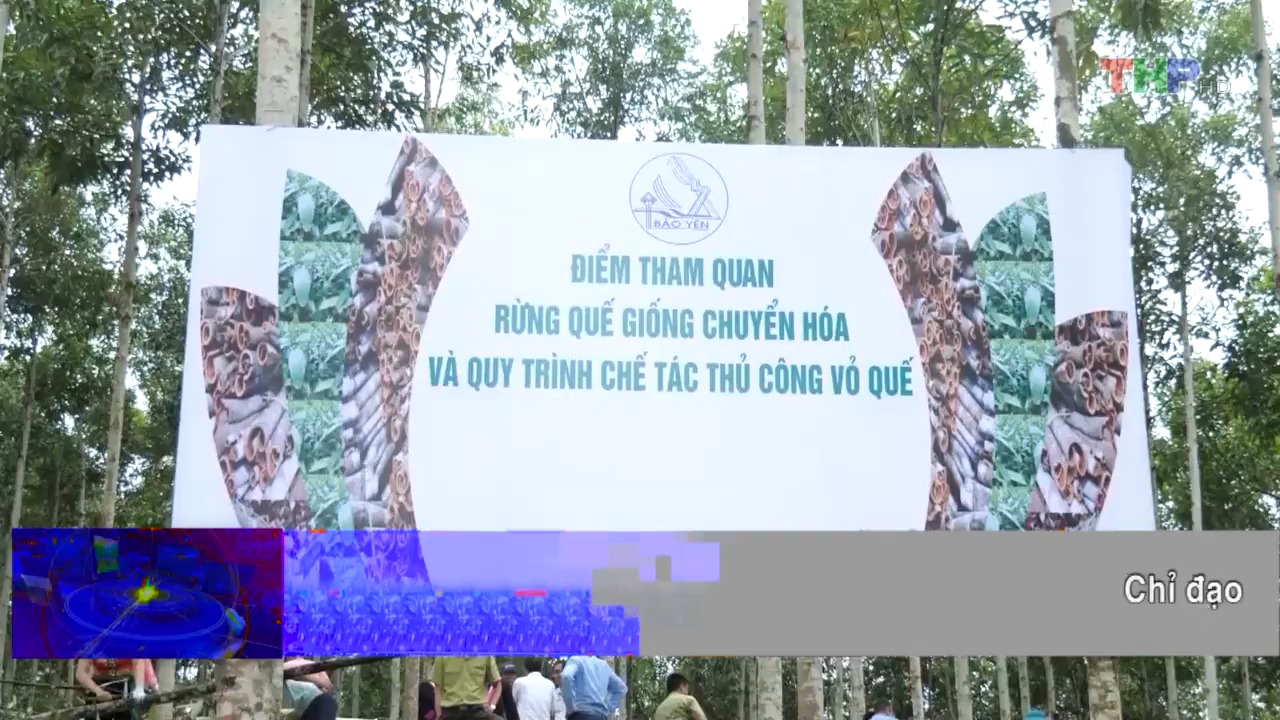 THP HD
BẢO YÊN
ĐIỂM THAM QUAN
RỪNG QUẾ GIỐNG CHUYỂN HÓA
VÀ QUY TRÌNH CHẾ TÁC THỦ CÔNG VỎ QUẾ
Chỉ đạo